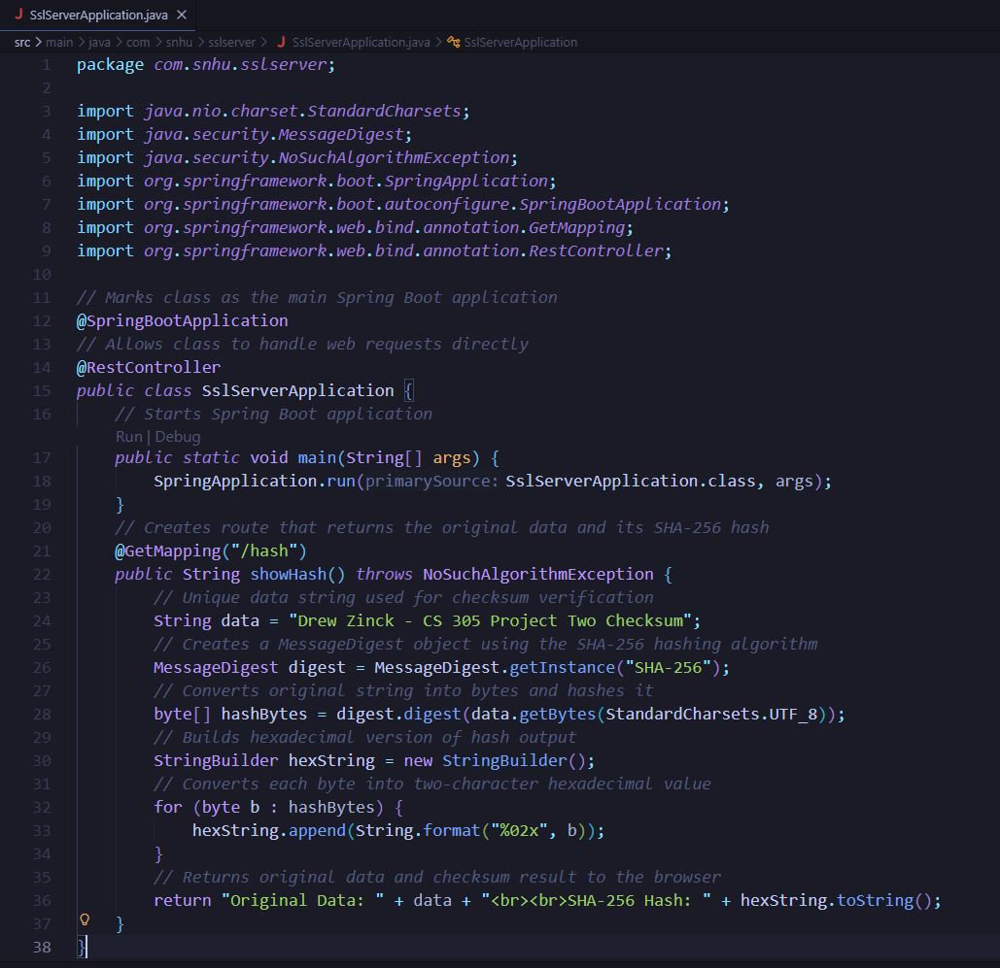 J SslServerApplication.java ×
src > main > java > com > snhu > sslserver > J SslServerApplication.java > SslServerApplication
1 package com.snhu.sslserver;
2
3 import java.nio.charset.StandardCharsets;
4 import java.security.MessageDigest;
5 import java.security.NoSuchAlgorithmException;
6 import org.springframework.boot.SpringApplication;
7 import org.springframework.boot.autoconfigure.SpringBootApplication;
8 import org.springframework.web.bind.annotation.GetMapping;
9 import org.springframework.web.bind.annotation.RestController;
10
11 // Marks class as the main Spring Boot application
12 @SpringBootApplication
13 // Allows class to handle web requests directly
14 @RestController
15 public class SslServerApplication {
16     // Starts Spring Boot application
    Run | Debug
17     public static void main(String[] args) {
18         SpringApplication.run(primarySource: SslServerApplication.class, args);
19     }
20     // Creates route that returns the original data and its SHA-256 hash
21     @GetMapping("/hash")
22     public String showHash() throws NoSuchAlgorithmException {
23         // Unique data string used for checksum verification
24         String data = "Drew Zinck - CS 305 Project Two Checksum";
25         // Creates a MessageDigest object using the SHA-256 hashing algorithm
26         MessageDigest digest = MessageDigest.getInstance("SHA-256");
27         // Converts original string into bytes and hashes it
28         byte[] hashBytes = digest.digest(data.getBytes(StandardCharsets.UTF_8));
29         // Builds hexadecimal version of hash output
30         StringBuilder hexString = new StringBuilder();
31         // Converts each byte into two-character hexadecimal value
32         for (byte b : hashBytes) {
33             hexString.append(String.format("%02x", b));
34         }
35         // Returns original data and checksum result to the browser
36         return "Original Data: " + data + "<br><br>SHA-256 Hash: " + hexString.toString();
37     }
38 }